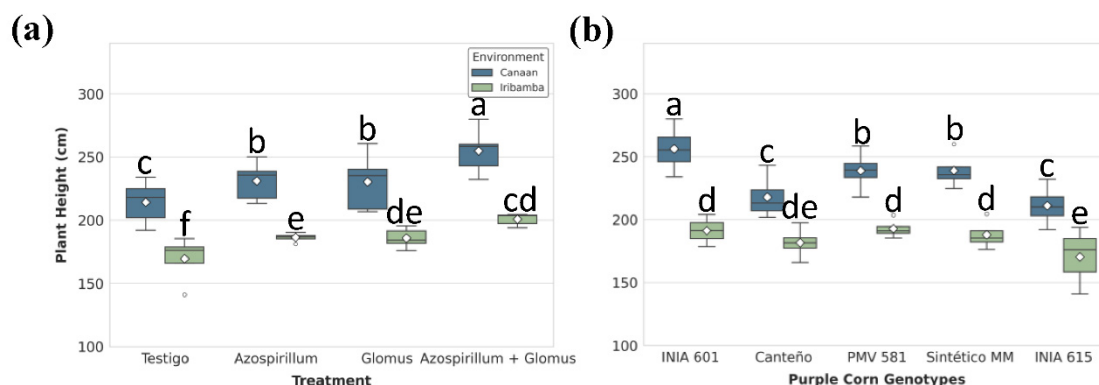 (a)
Plant Height (cm)
300
250
200
150
100
Environment
Canaan
Iribamba
c
f
b
e
b
de
a
cd
Testigo
Azospirillum
Glomus
Azospirillum + Glomus
Treatment
(b)
300
250
200
150
100
a
d
c
de
b
d
b
d
c
e
INIA 601
Canteño
PMV 581
Sintético MM
INIA 615
Purple Corn Genotypes